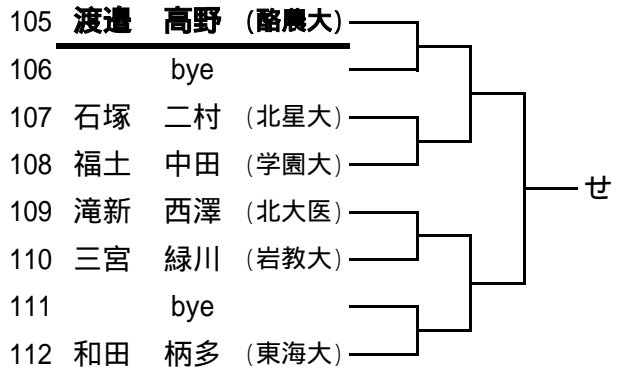 105 渡邉 高野 (酪農大)
106 bye
107 石塚 二村 (北星大)
108 福士 中田 (学園大)
109 滝新 西澤 (北大医)
110 三宮 緑川 (岩教大)
111 bye
112 和田 柄多 (東海大)
せ